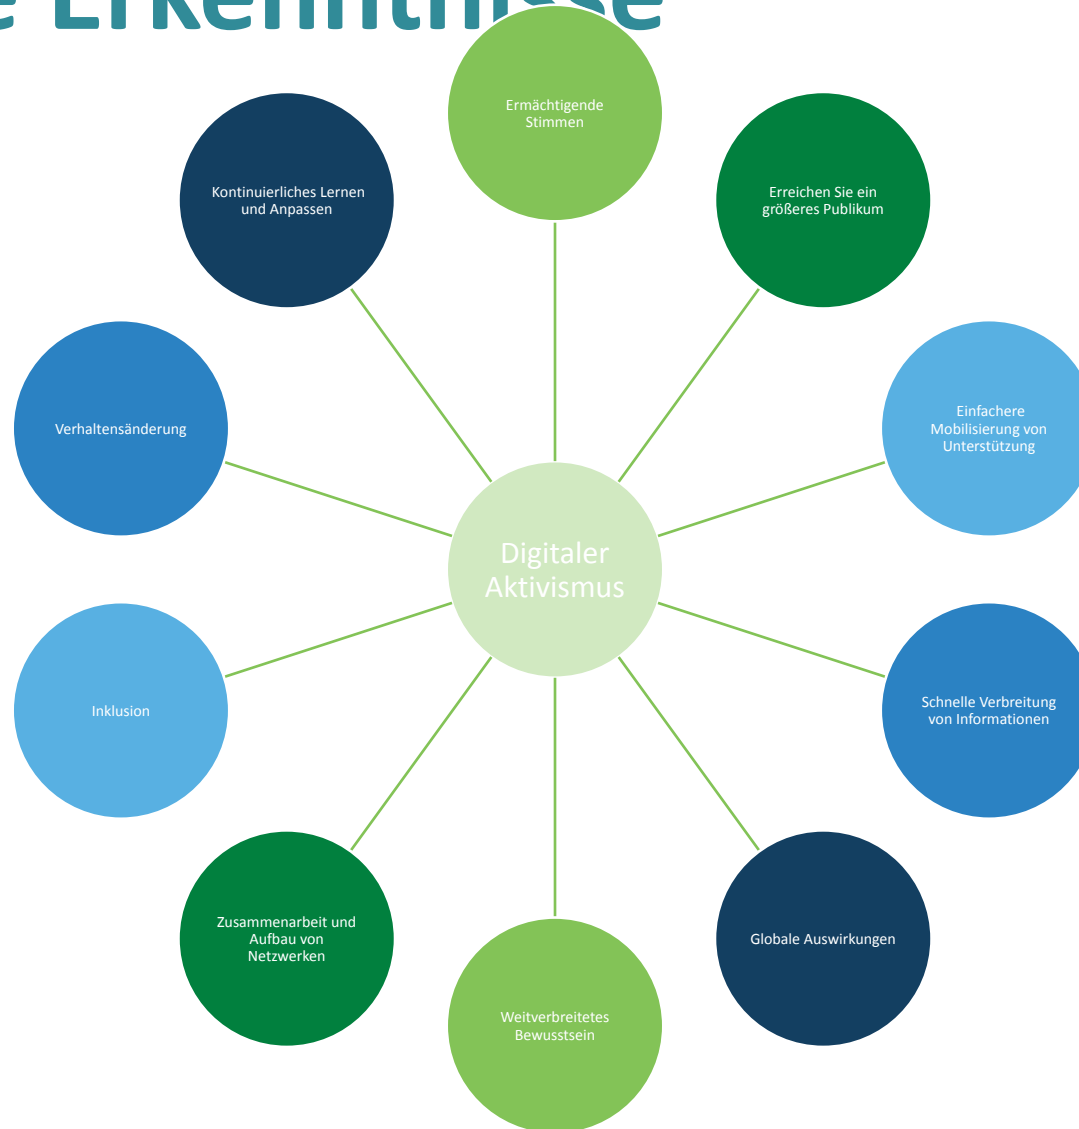 e Erkenntnisse
Ermächtigende
Stimmen
Erreichen Sie ein
größeres Publikum
Einfachere
Mobilisierung von
Unterstützung
Schnelle Verbreitung
von Informationen
Globale Auswirkungen
Weitverbreitetes
Bewusstsein
Zusammenarbeit und
Aufbau von
Netzwerken
Inklusion
Verhaltensänderung
Kontinuierliches Lernen
und Anpassen
Digitaler
Aktivismus